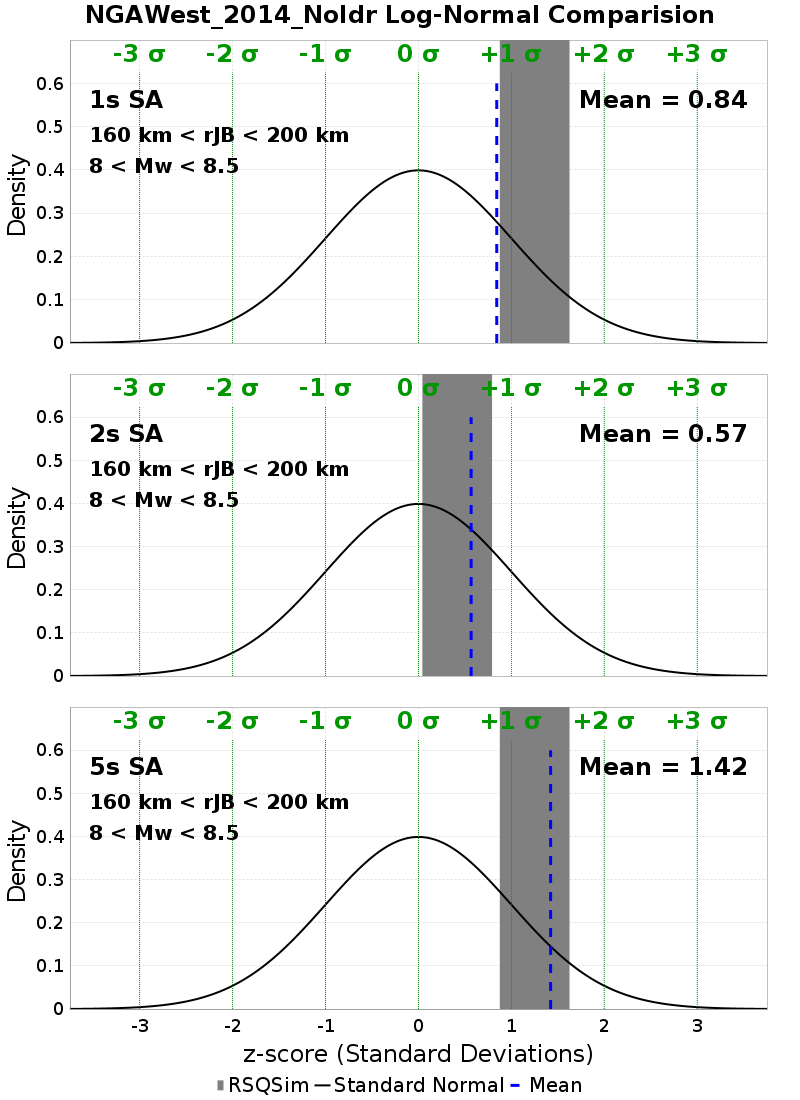 NGAWest_2014_NoIdr Log-Normal Comparision
-3 σ -2 σ -1 σ 0 σ +1 σ +2 σ +3 σ
1s SA
Mean = 0.84
160 km < rJB < 200 km
8 < Mw < 8.5
Density
0.6
0.5
0.4
0.3
0.2
0.1
0
-3 σ -2 σ -1 σ 0 σ +1 σ +2 σ +3 σ
2s SA
Mean = 0.57
160 km < rJB < 200 km
8 < Mw < 8.5
Density
0.6
0.5
0.4
0.3
0.2
0.1
0
-3 σ -2 σ -1 σ 0 σ +1 σ +2 σ +3 σ
5s SA
Mean = 1.42
160 km < rJB < 200 km
8 < Mw < 8.5
Density
0.6
0.5
0.4
0.3
0.2
0.1
0
-3 -2 -1 0 1 2 3
z-score (Standard Deviations)
RSQSim Standard Normal Mean